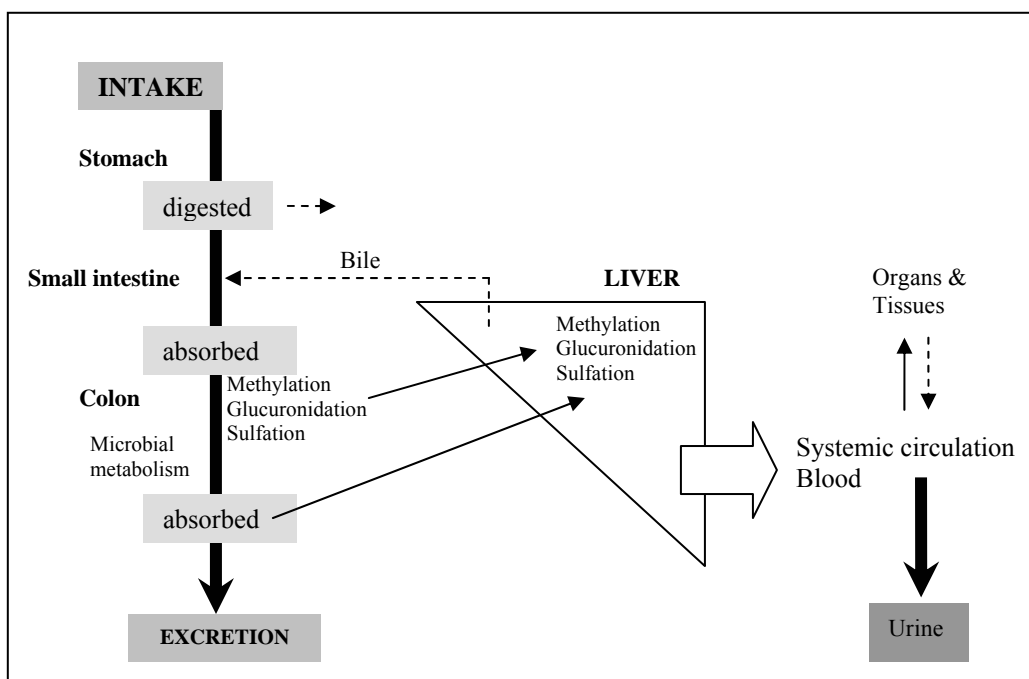 INTAKE
Stomach
digested
Small intestine
Bile
absorbed
Methylation
Glucuronidation
Sulfation
Colon
Microbial
metabolism
absorbed
EXCRETION
LIVER
Methylation
Glucuronidation
Sulfation
Organs &
Tissues
Systemic circulation
Blood
Urine